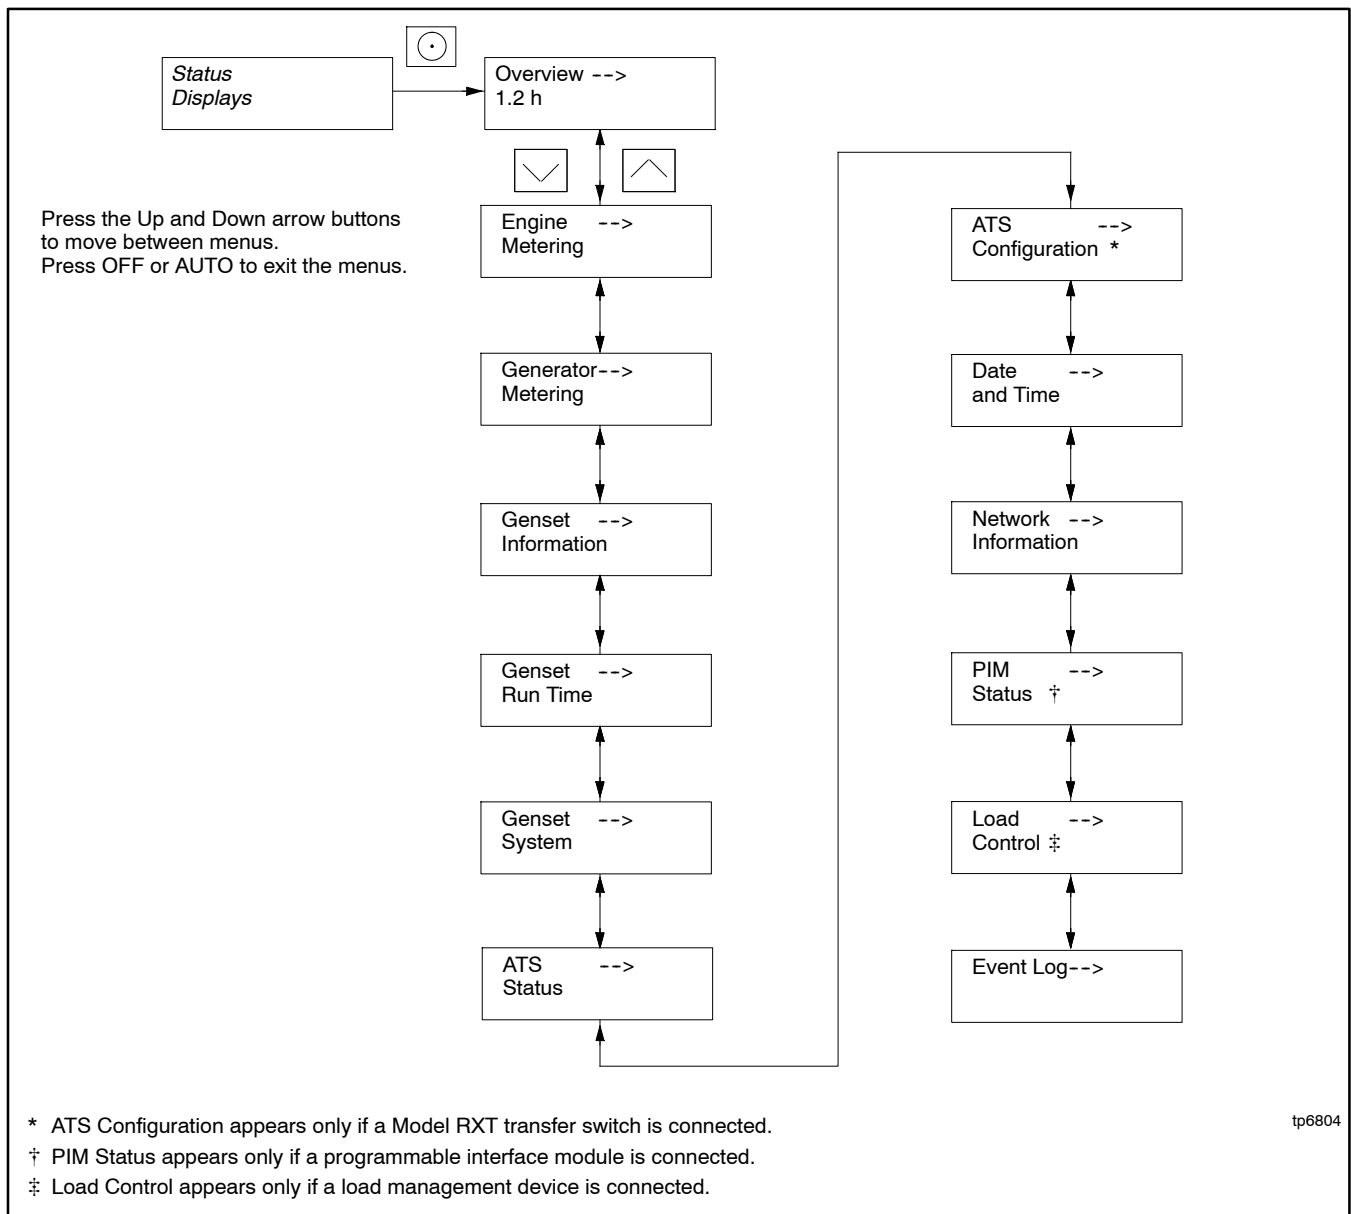 Status
Displays
Overview -->
1.2 h
Press the Up and Down arrow buttons
to move between menus.
Press OFF or AUTO to exit the menus.
Engine -->
Metering
Generator-->
Metering
Genset -->
Information
Genset -->
Run Time
Genset -->
System
ATS -->
Status
ATS -->
Configuration *
Date -->
and Time
Network -->
Information
PIM -->
Status †
Load -->
Control ‡
Event Log-->
* ATS Configuration appears only if a Model RXT transfer switch is connected.
† PIM Status appears only if a programmable interface module is connected.
‡ Load Control appears only if a load management device is connected.
tp6804